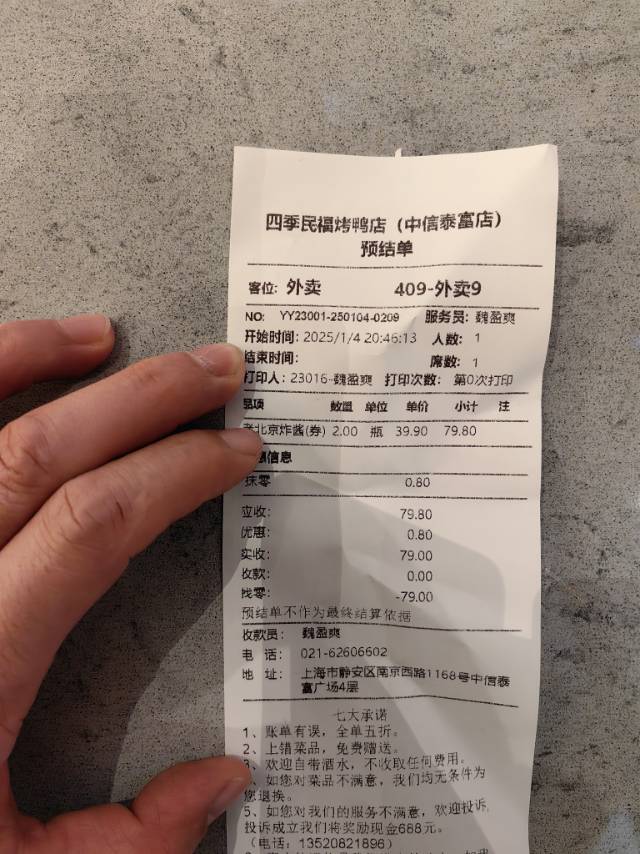 四季民福烤鸭店（中信泰富店）
预结单
客位： 外卖 409-外卖9
NO: YY23001-250104-0209 服务员: 魏盈爽
开始时间: 2025/1/4 20:46:13 人数: 1
结束时间: 席数: 1
打印人: 23016--魏盈爽 打印次数: 第0次打印
品项 数量 单位 单价 小计 注
老北京炸酱(券) 2.00 瓶 39.90 79.80
信息
抹零 0.80
应收: 79.80
优惠: 0.80
实收: 79.00
收款: 0.00
找零: -79.00
预结单不作为最终结算依据
收款员: 魏盈爽
电 话: 021-62606602
地 址: 上海市静安区南京西路1168号中信泰
富广场4层
七大承诺
1、账单有误，全单五折。
2、上错菜品，免费赠送。
3、欢迎自带酒水，不收取任何费用。
、如您对菜品不满意，我们均无条件为
您退换。
5、如您对我们的服务不满意，欢迎投诉,
投诉成立我们将奖励现金688元。
(电话: 13520821896)